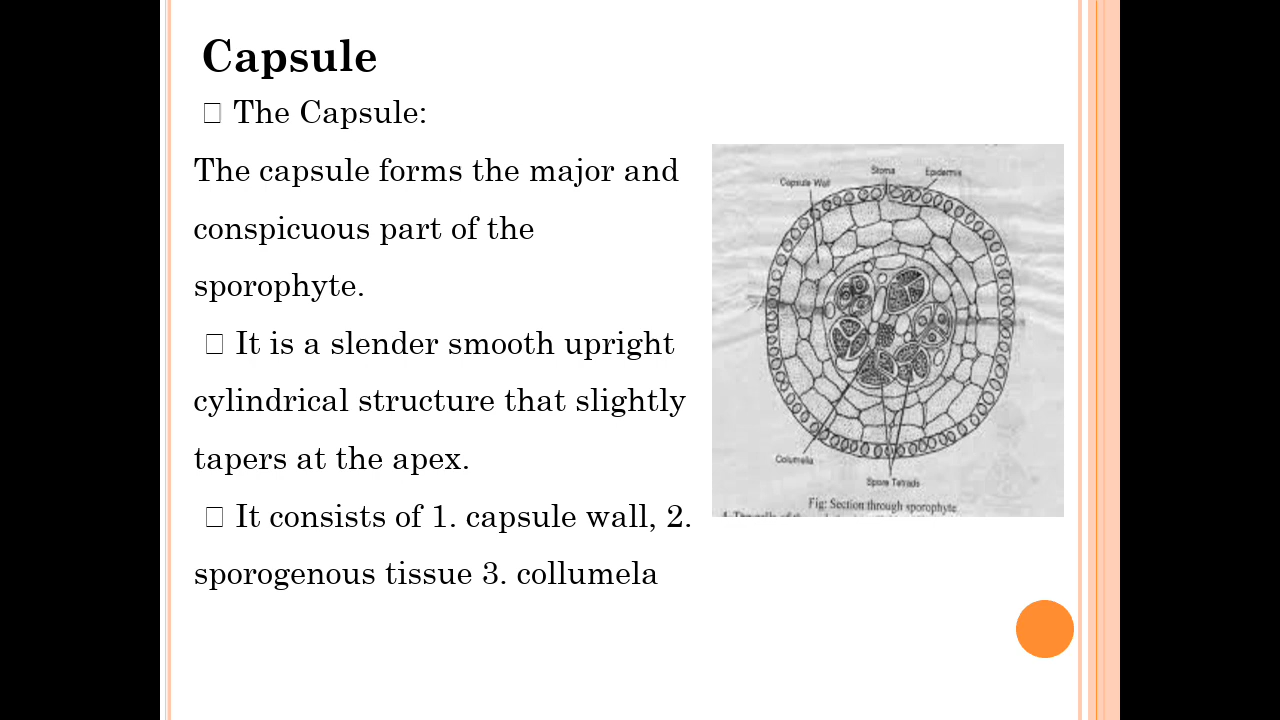 Capsule
□ The Capsule:
The capsule forms the major and
conspicuous part of the
sporophyte.
□ It is a slender smooth upright
cylindrical structure that slightly
tapers at the apex.
□ It consists of 1. capsule wall, 2.
sporogenous tissue 3. collumela
Stoma
Epidermis
Capsule Wall
Columella
Spore Tetrads
Fig: Section through sporophyte